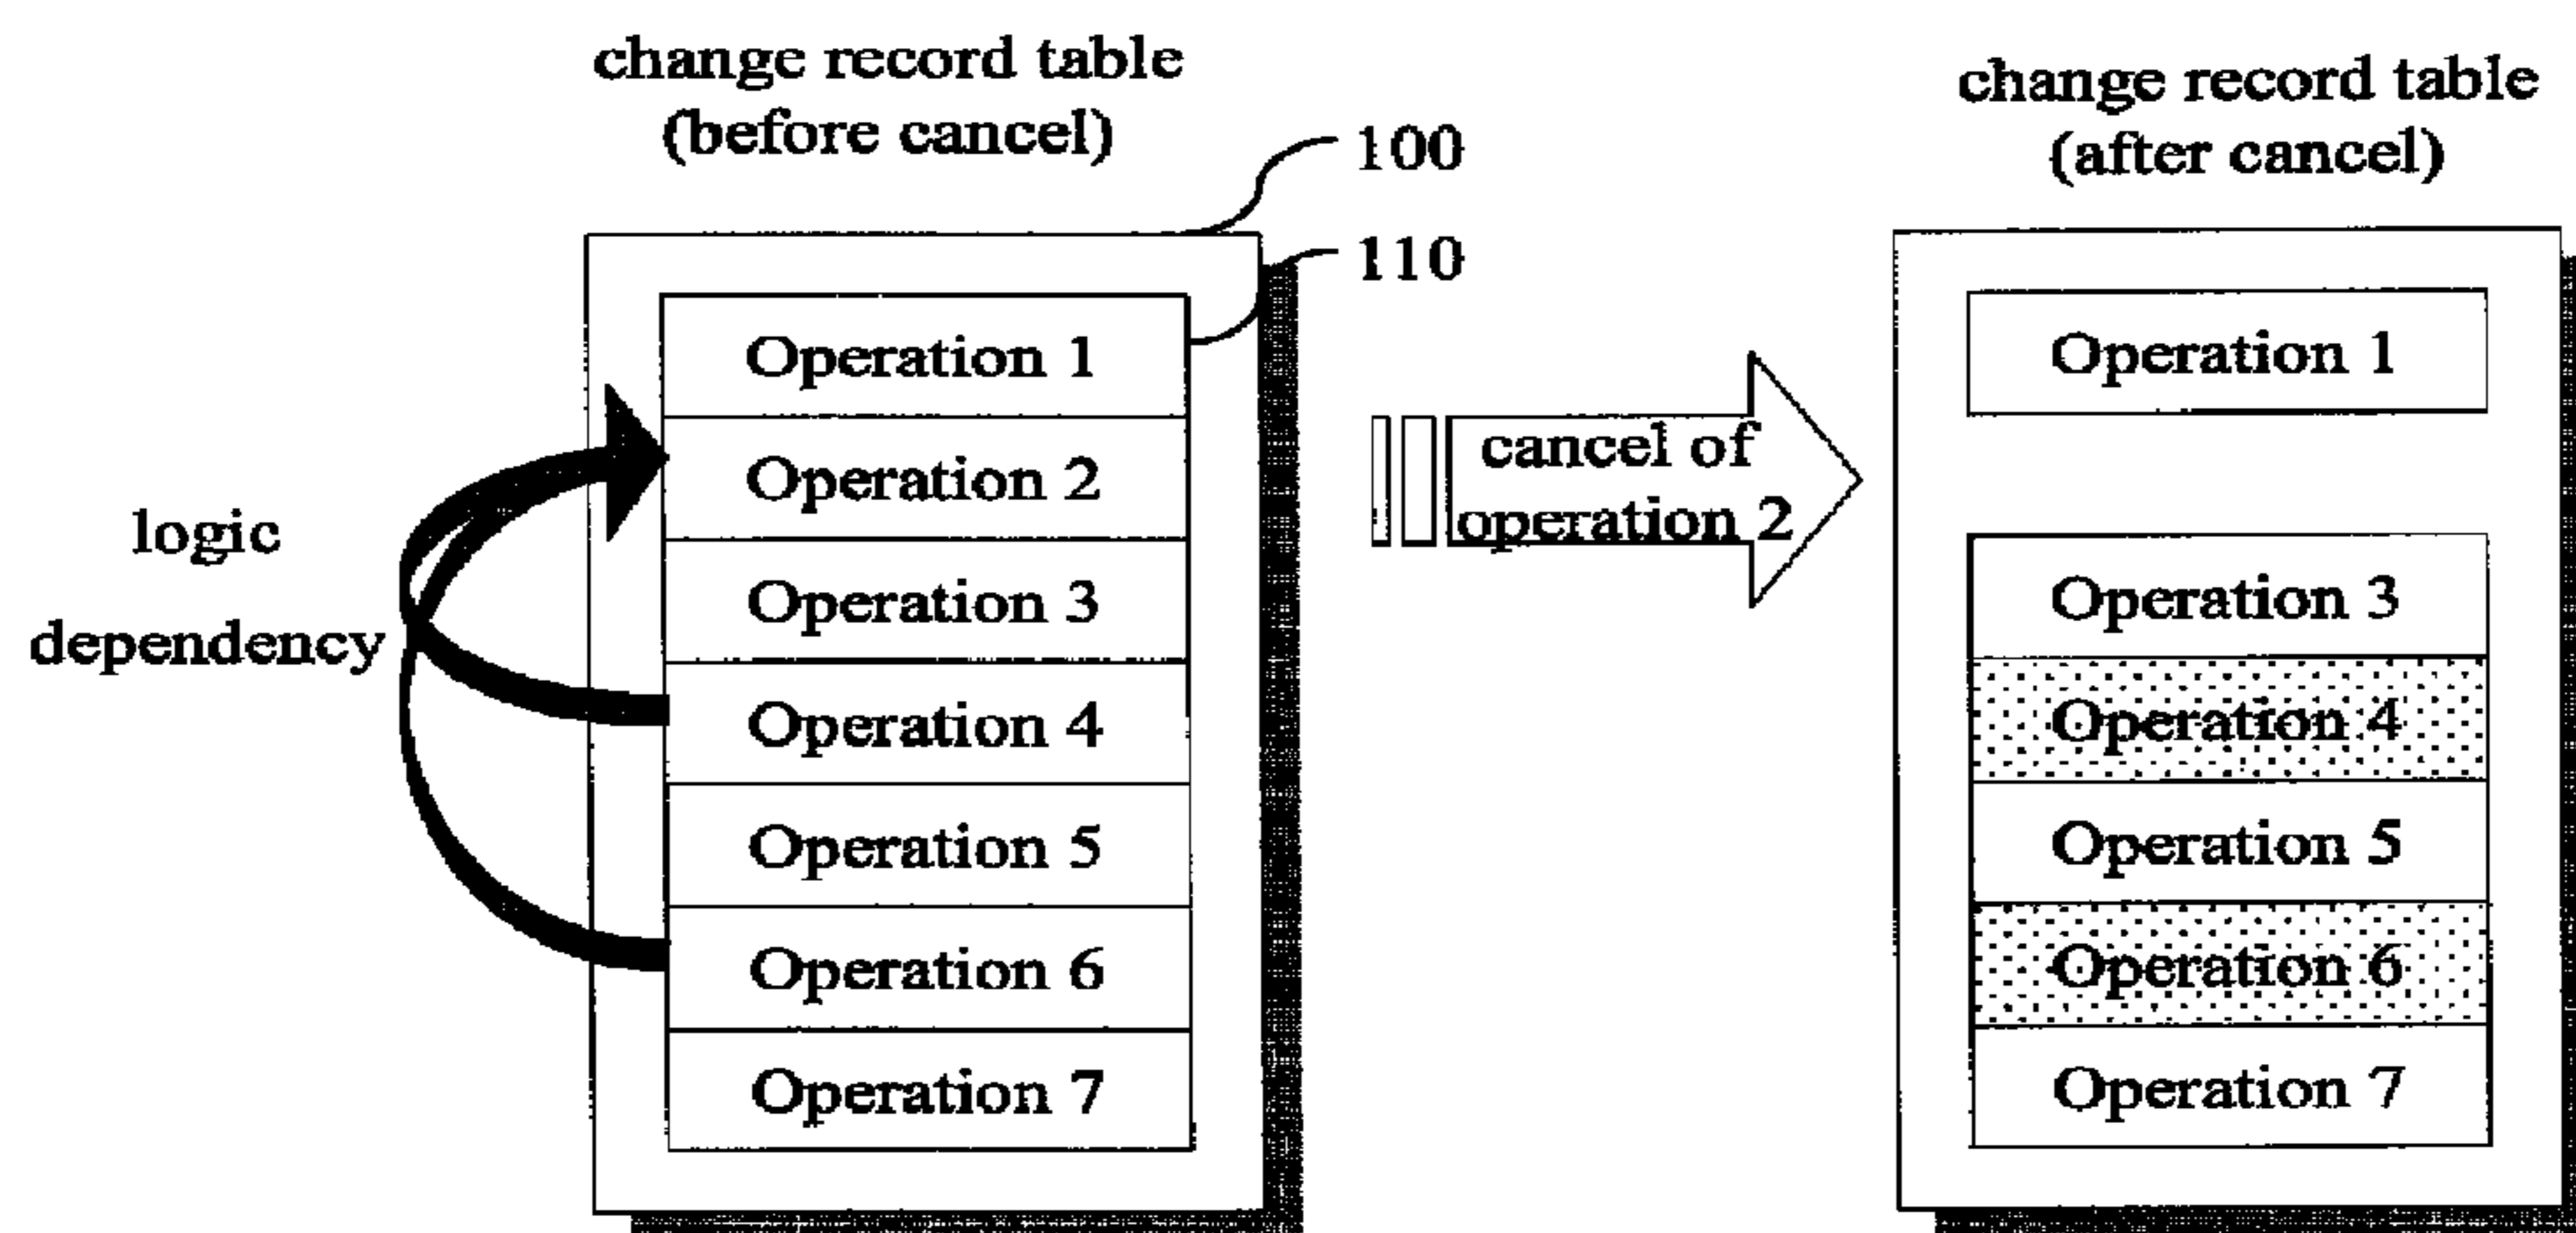 change record table
(before cancel)
100
110
Operation 1
Operation 2
Operation 3
Operation 4
Operation 5
Operation 6
Operation 7
logic
dependency
cancel of
operation 2
change record table
(after cancel)
Operation 1
Operation 3
Operation 4
Operation 5
Operation 6
Operation 7